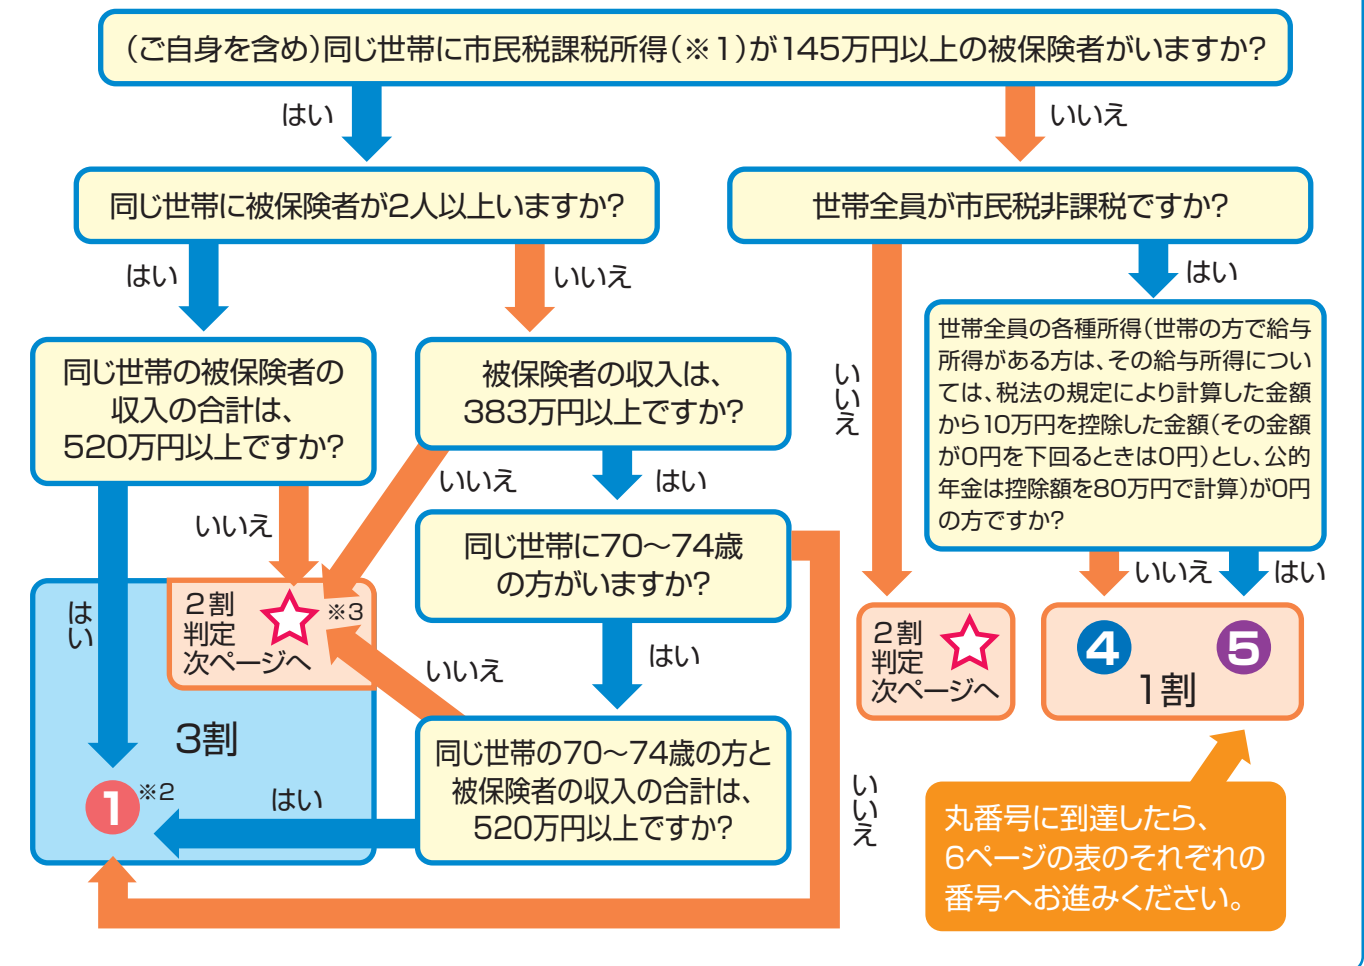 (ご自身を含め)同じ世帯に市民税課税所得(※1)が145万円以上の被保険者がいますか?
はい
いいえ
同じ世帯に被保険者が2人以上いますか?
世帯全員が市民税非課税ですか?
はい
いいえ
いいえ
はい
同じ世帯の被保険者の
収入の合計は、
520万円以上ですか?
被保険者の収入は、
383万円以上ですか?
世帯全員の各種所得(世帯の方で給与
所得がある方は、その給与所得につい
ては、税法の規定により計算した金額
から10万円を控除した金額(その金額
が0円を下回るときは0円)とし、公的
年金は控除額を80万円で計算)が0円
の方ですか?
はい
いいえ
いいえ
はい
同じ世帯に70〜74歳
の方がいますか?
いいえ
はい
2割
判定
次ページへ
☆
※3
いいえ
はい
2割
判定
次ページへ
☆
4
5
1割
3割
1
※2
はい
同じ世帯の70〜74歳の方と
被保険者の収入の合計は、
520万円以上ですか?
いいえ
丸番号に到達したら、
6ページの表のそれぞれの
番号へお進みください。